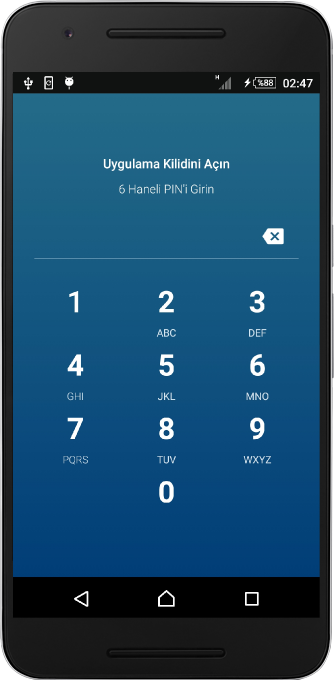 H %88 02:47
Uygulama Kilidini Açın
6 Haneli PIN'i Girin
1 2 3
ABC DEF
4 5 6
GHI JKL MNO
7 8 9
PQRS TUV WXYZ
0